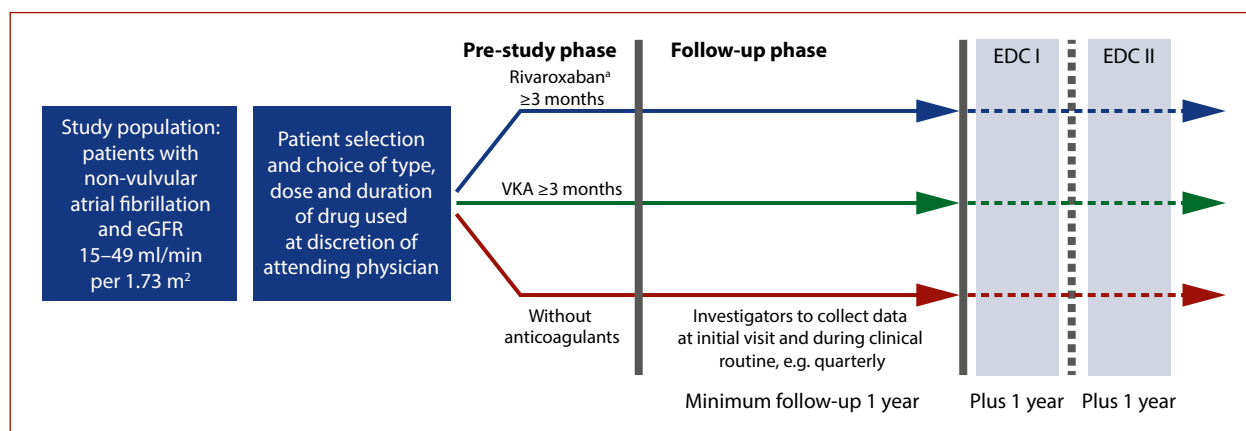 Study population:
patients with
non-vulvular
atrial fibrillation
and eGFR
15–49 ml/min
per 1.73 m²
Patient selection
and choice of type,
dose and duration
of drug used
at discretion of
attending physician
Pre-study phase
Rivaroxabanᵃ
≥3 months
VKA ≥3 months
Without
anticoagulants
Follow-up phase
Investigators to collect data
at initial visit and during clinical
routine, e.g. quarterly
Minimum follow-up 1 year
EDC I
Plus 1 year
EDC II
Plus 1 year